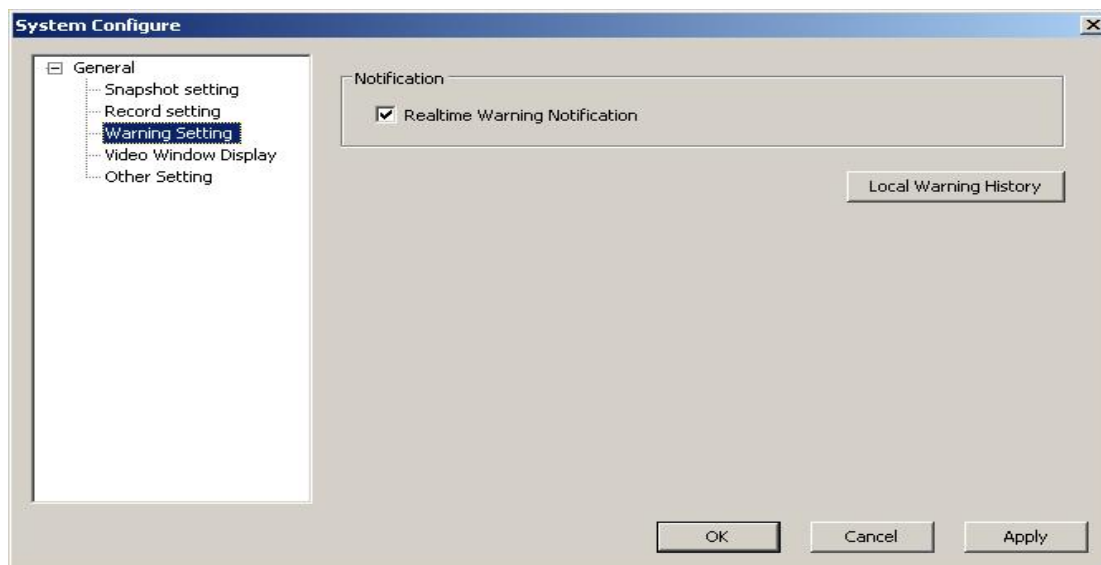 System Configure
General
Snapshot setting
Record setting
Warning Setting
Video Window Display
Other Setting
Notification
Realtime Warning Notification
Local Warning History
OK
Cancel
Apply